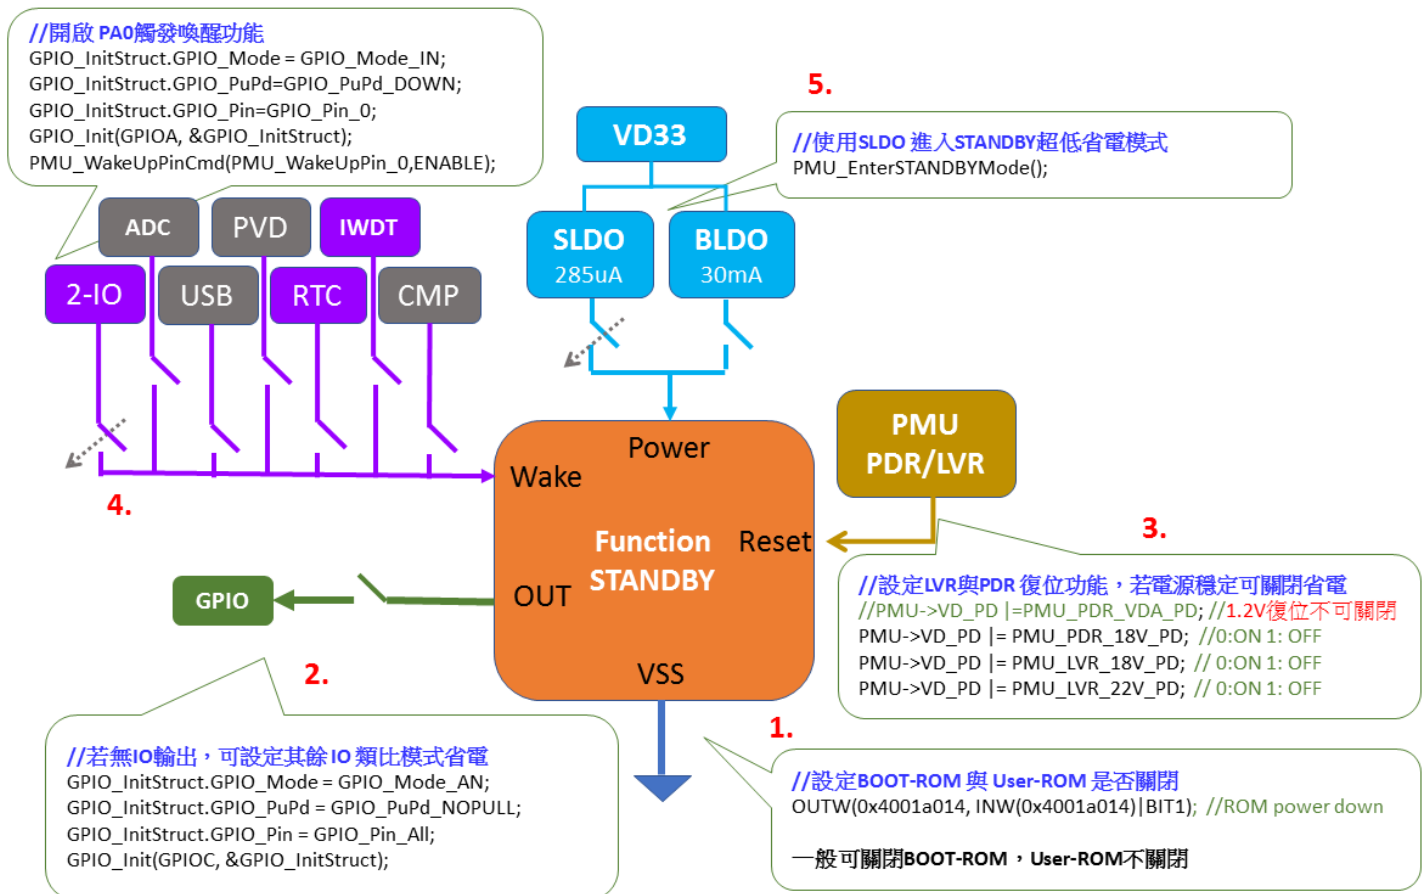 //開啟 PA0觸發喚醒功能
GPIO_InitStruct.GPIO_Mode = GPIO_Mode_IN;
GPIO_InitStruct.GPIO_PuPd=GPIO_PuPd_DOWN;
GPIO_InitStruct.GPIO_Pin=GPIO_Pin_0;
GPIO_Init(GPIOA, &GPIO_InitStruct);
PMU_WakeUpPinCmd(PMU_WakeUpPin_0,ENABLE);
5.
//使用SLDO 進入STANDBY超低省電模式
PMU_EnterSTANDBYMode();
VD33
ADC
PVD
IWDT
2-IO
USB
RTC
CMP
SLDO
285uA
BLDO
30mA
PMU
PDR/LVR
Power
Wake
4.
Function
STANDBY
Reset
3.
OUT
GPIO
VSS
//設定LVR與PDR 復位功能，若電源穩定可關閉省電
//PMU->VD_PD |=PMU_PDR_VDA_PD; //1.2V復位不可關閉
PMU->VD_PD |= PMU_PDR_18V_PD; //0:ON 1: OFF
PMU->VD_PD |= PMU_LVR_18V_PD; // 0:ON 1: OFF
PMU->VD_PD |= PMU_LVR_22V_PD; // 0:ON 1: OFF
2.
//若無IO輸出，可設定其餘 IO 類比模式省電
GPIO_InitStruct.GPIO_Mode = GPIO_Mode_AN;
GPIO_InitStruct.GPIO_PuPd = GPIO_PuPd_NOPULL;
GPIO_InitStruct.GPIO_Pin = GPIO_Pin_All;
GPIO_Init(GPIOC, &GPIO_InitStruct);
1.
//設定BOOT-ROM 與 User-ROM 是否關閉
OUTW(0x4001a014, INW(0x4001a014)|BIT1); //ROM power down
一般可關閉BOOT-ROM，User-ROM不關閉